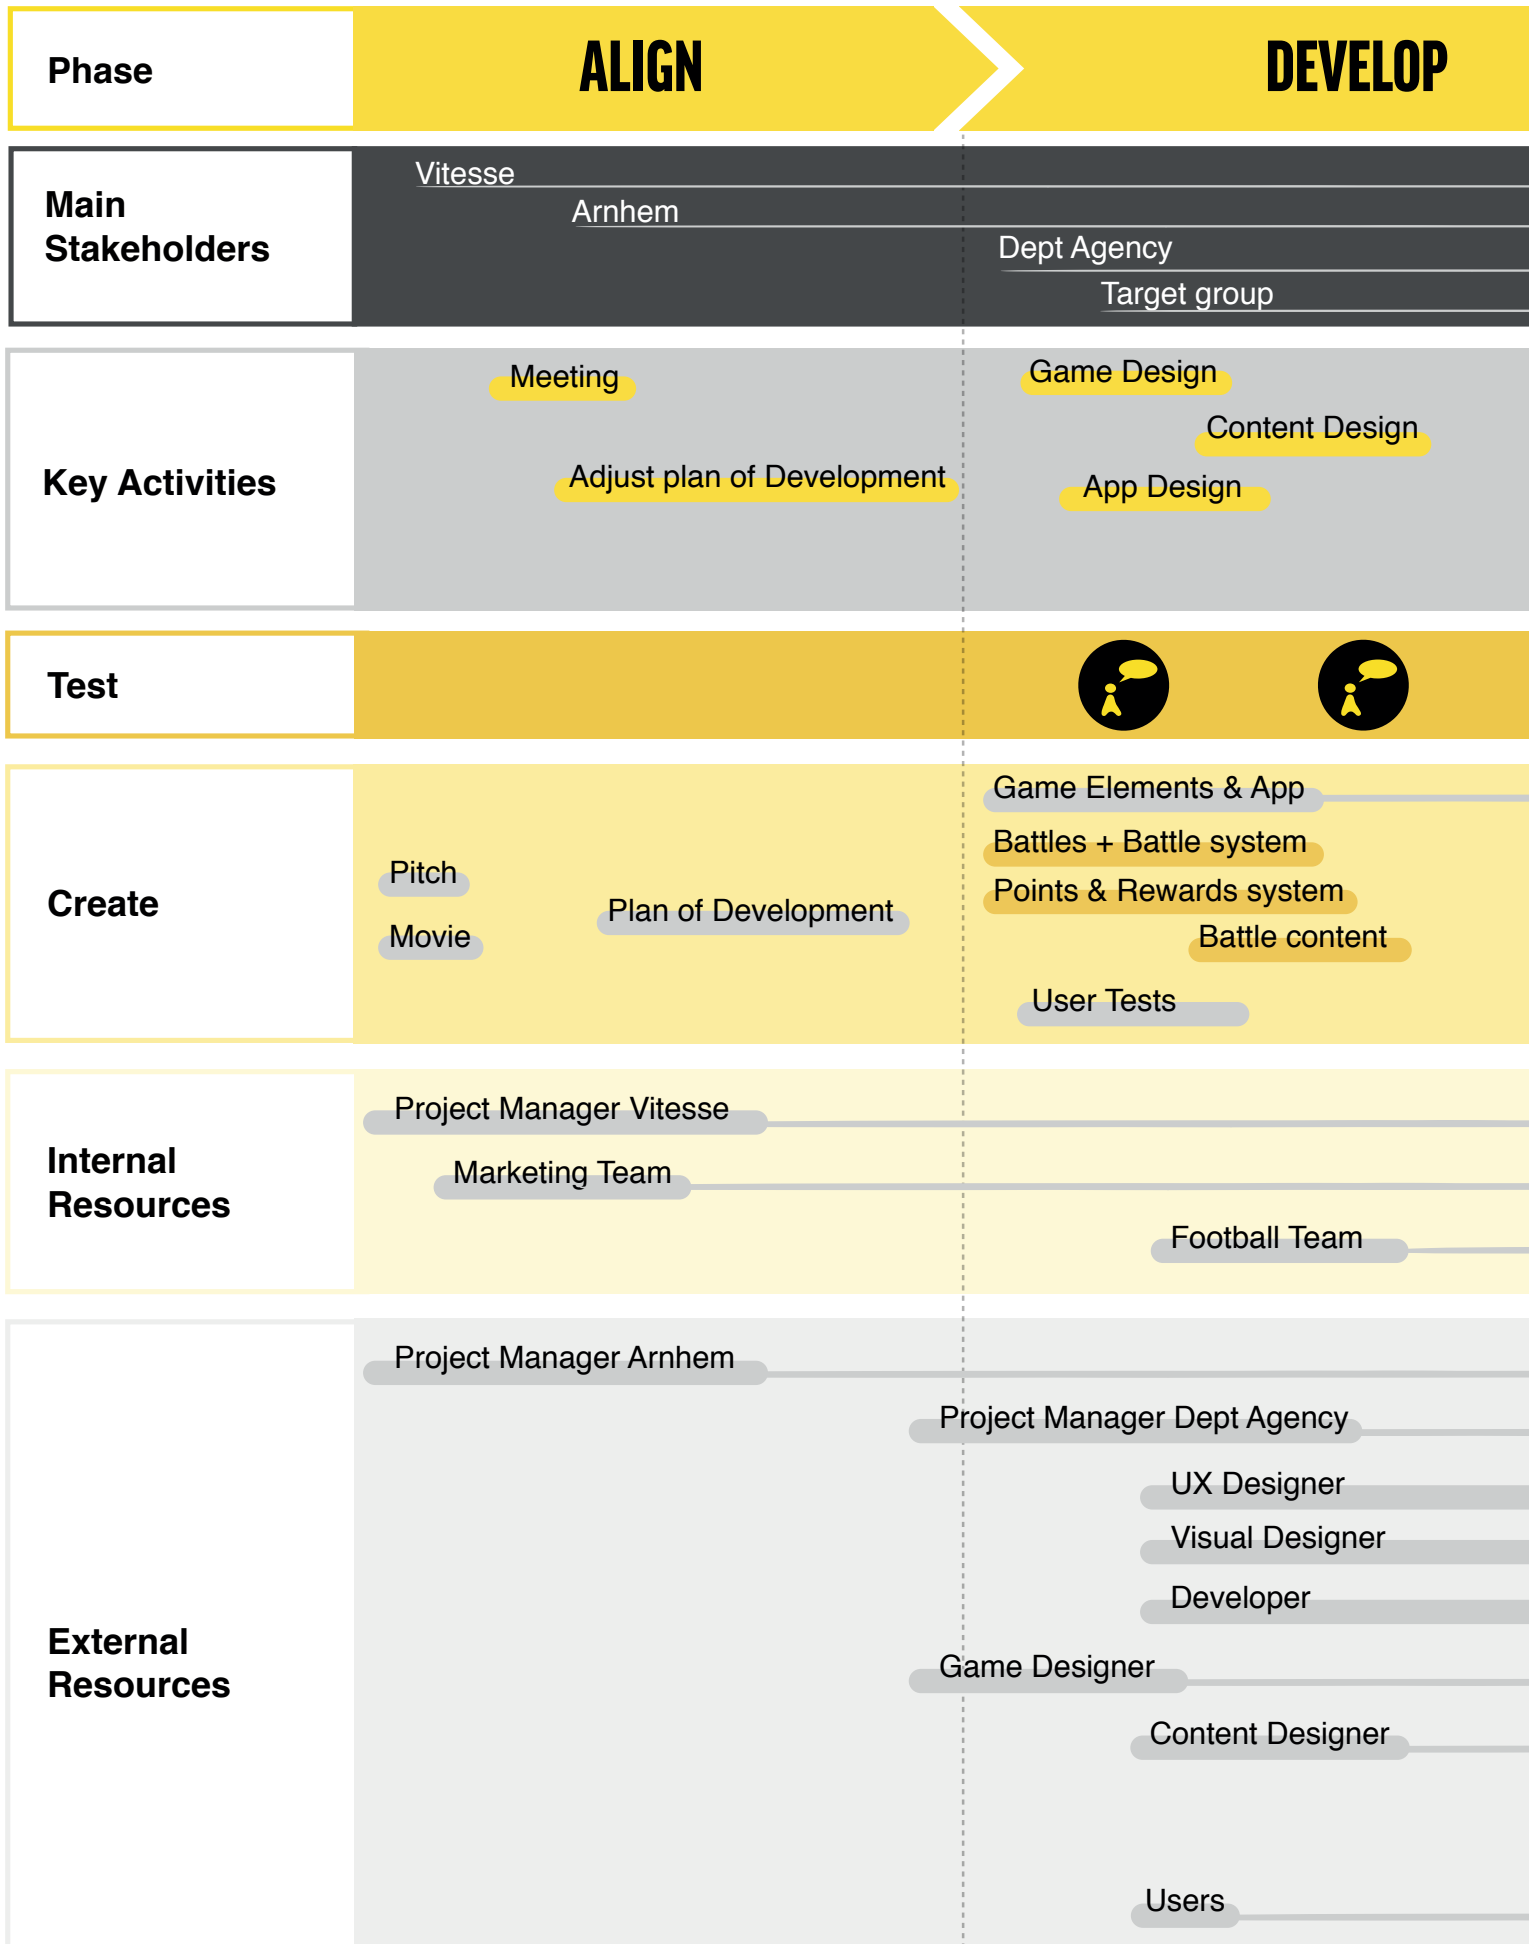 Phase
ALIGN
DEVELOP
Main
Stakeholders
Vitesse
Arnhem
Dept Agency
Target group
Key Activities
Meeting
Adjust plan of Development
Game Design
Content Design
App Design
Test
Create
Pitch
Movie
Plan of Development
Game Elements & App
Battles + Battle system
Points & Rewards system
Battle content
User Tests
Internal
Resources
Project Manager Vitesse
Marketing Team
Football Team
External
Resources
Project Manager Arnhem
Project Manager Dept Agency
UX Designer
Visual Designer
Developer
Game Designer
Content Designer
Users